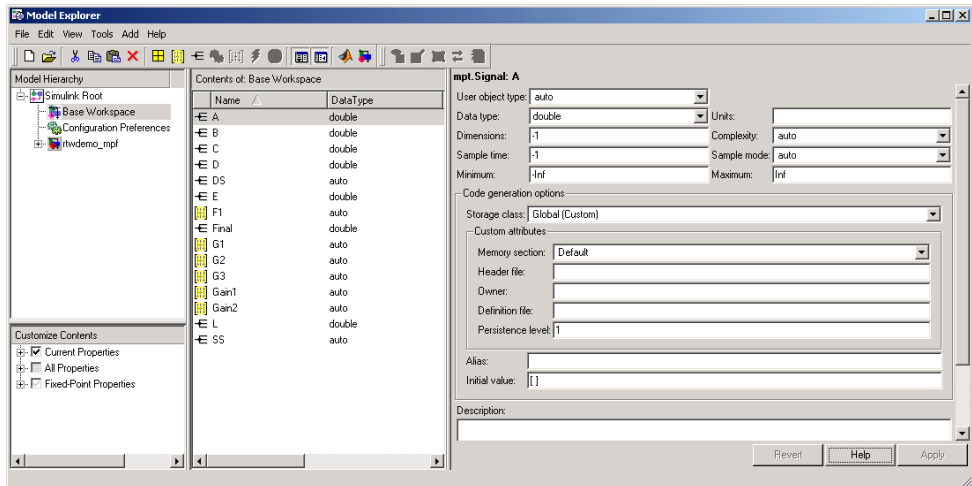 Model Explorer
File Edit View Tools Add Help
Model Hierarchy
Simulink Root
Base Workspace
Configuration Preferences
rtwdemo_mpf
Customize Contents
Current Properties
All Properties
Fixed-Point Properties
Contents of: Base Workspace
Name DataType
A double
B double
C double
D double
DS auto
E double
F1 auto
Final double
G1 auto
G2 auto
G3 auto
Gain1 auto
Gain2 auto
L double
SS auto
mpt.Signal: A
User object type: auto
Data type: double Units:
Dimensions: -1 Complexity: auto
Sample time: -1 Sample mode: auto
Minimum: -Inf Maximum: Inf
Code generation options
Storage class: Global (Custom)
Custom attributes
Memory section: Default
Header file:
Owner:
Definition file:
Persistence level: 1
Alias:
Initial value: [ ]
Description:
Revert Help Apply